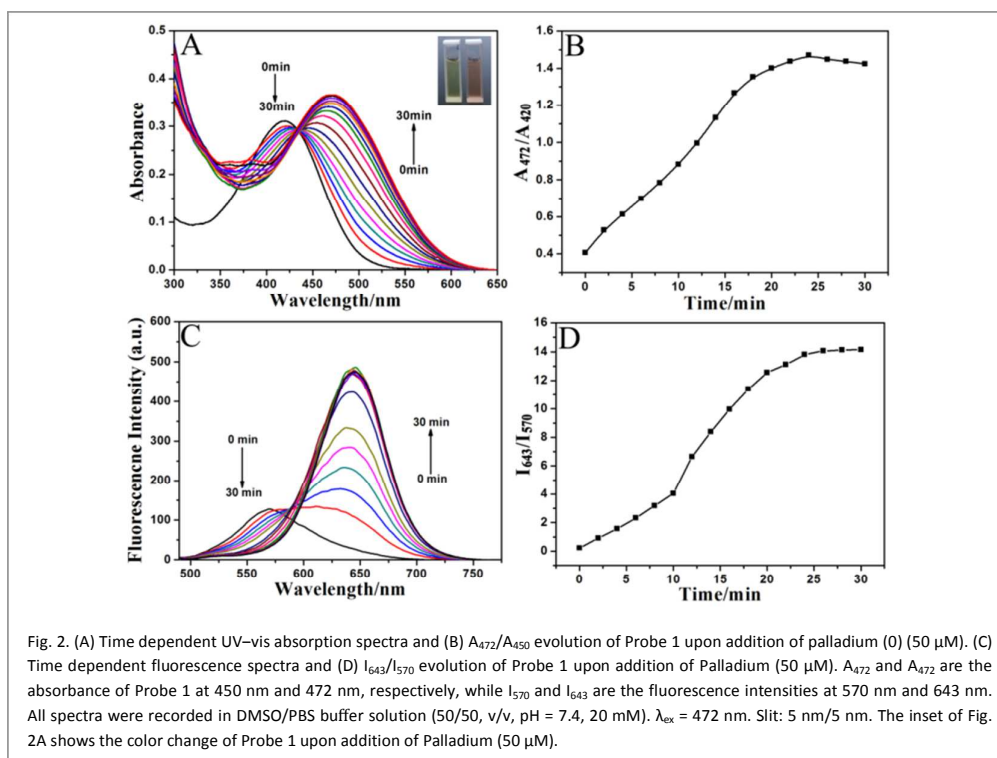 A
0min
30min
30min
0min
0.5
0.4
0.3
0.2
0.1
0.0
Absorbance
300 350 400 450 500 550 600 650
Wavelength/nm
B
1.6
1.4
1.2
1.0
0.8
0.6
0.4
A₄₇₂/A₄₂₀
0 5 10 15 20 25 30
Time/min
C
0 min
30 min
30 min
0 min
600
500
400
300
200
100
0
Fluorescencne Intensity (a.u.)
500 550 600 650 700 750
Wavelength/nm
D
16
14
12
10
8
6
4
2
0
I₆₄₃/I₅₇₀
0 5 10 15 20 25 30
Time/min
Fig. 2. (A) Time dependent UV–vis absorption spectra and (B) A₄₇₂/A₄₅₀ evolution of Probe 1 upon addition of palladium (0) (50 μM). (C)
Time dependent fluorescence spectra and (D) I₆₄₃/I₅₇₀ evolution of Probe 1 upon addition of Palladium (50 μM). A₄₇₂ and A₄₇₂ are the
absorbance of Probe 1 at 450 nm and 472 nm, respectively, while I₅₇₀ and I₆₄₃ are the fluorescence intensities at 570 nm and 643 nm.
All spectra were recorded in DMSO/PBS buffer solution (50/50, v/v, pH = 7.4, 20 mM). λₑₓ = 472 nm. Slit: 5 nm/5 nm. The inset of Fig.
2A shows the color change of Probe 1 upon addition of Palladium (50 μM).